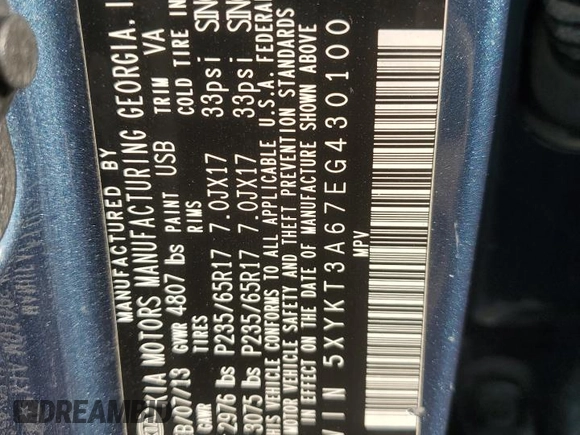 MANUFACTURED BY
KIA MOTORS MANUFACTURING GEORGIA, I
07/13 GVWR 4807 lbs PAINT USB TRIM VA
GAWR TIRES RIMS COLD TIRE IN
2976 lbs P235/65R17 7.0JX17 33psi SIN
3075 lbs P235/65R17 7.0JX17 33psi SIN
THIS VEHICLE CONFORMS TO ALL APPLICABLE U.S.A. FEDERAL
MOTOR VEHICLE SAFETY AND THEFT PREVENTION STANDARDS
IN EFFECT ON THE DATE OF MANUFACTURE SHOWN ABOVE
VIN 5XYKT3A67EG430100
MPV
DREAMBID